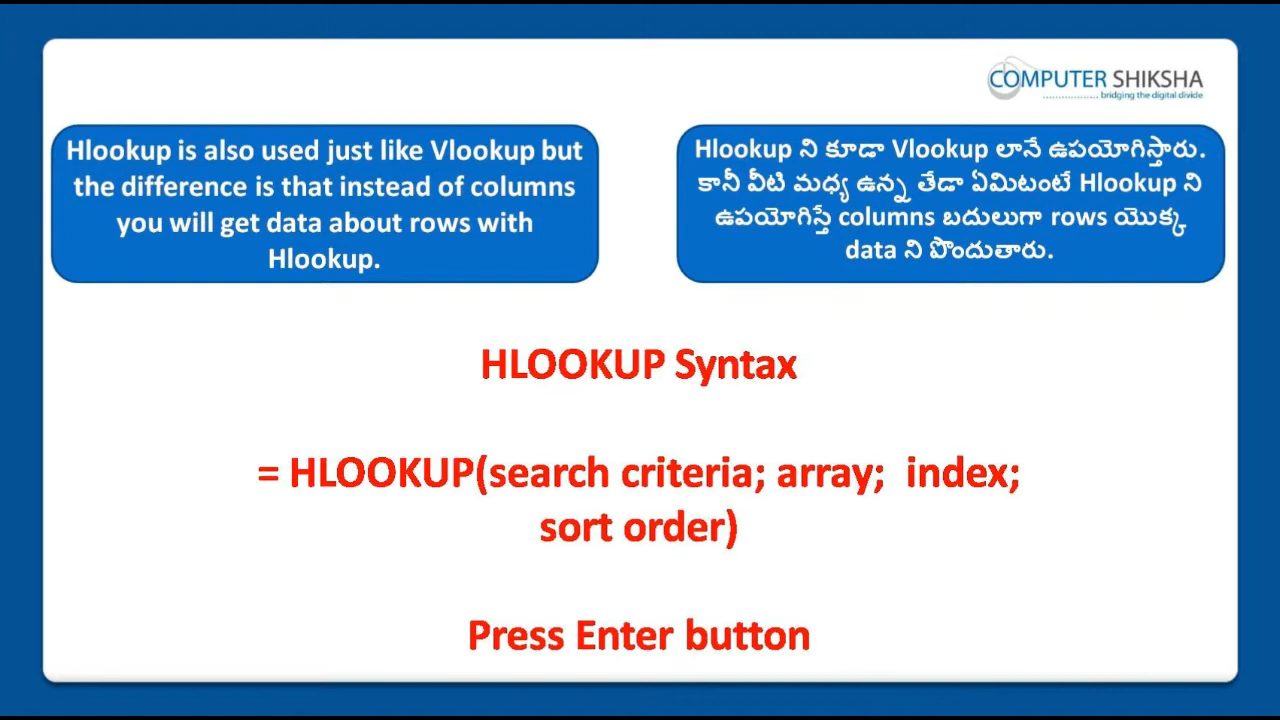 COMPUTER SHIKSHA
bridging the digital divide
Hlookup is also used just like Vlookup but
the difference is that instead of columns
you will get data about rows with
Hlookup.
Hlookup ని కూడా Vlookup లానే ఉపయోగిస్తారు.
కానీ వీటి మధ్య ఉన్న తేడా ఏమిటంటే Hlookup ని
ఉపయోగిస్తే columns బదులుగా rows యొక్క
data ని పొందుతారు.
HLOOKUP Syntax
= HLOOKUP(search criteria; array;  index;
sort order)
Press Enter button